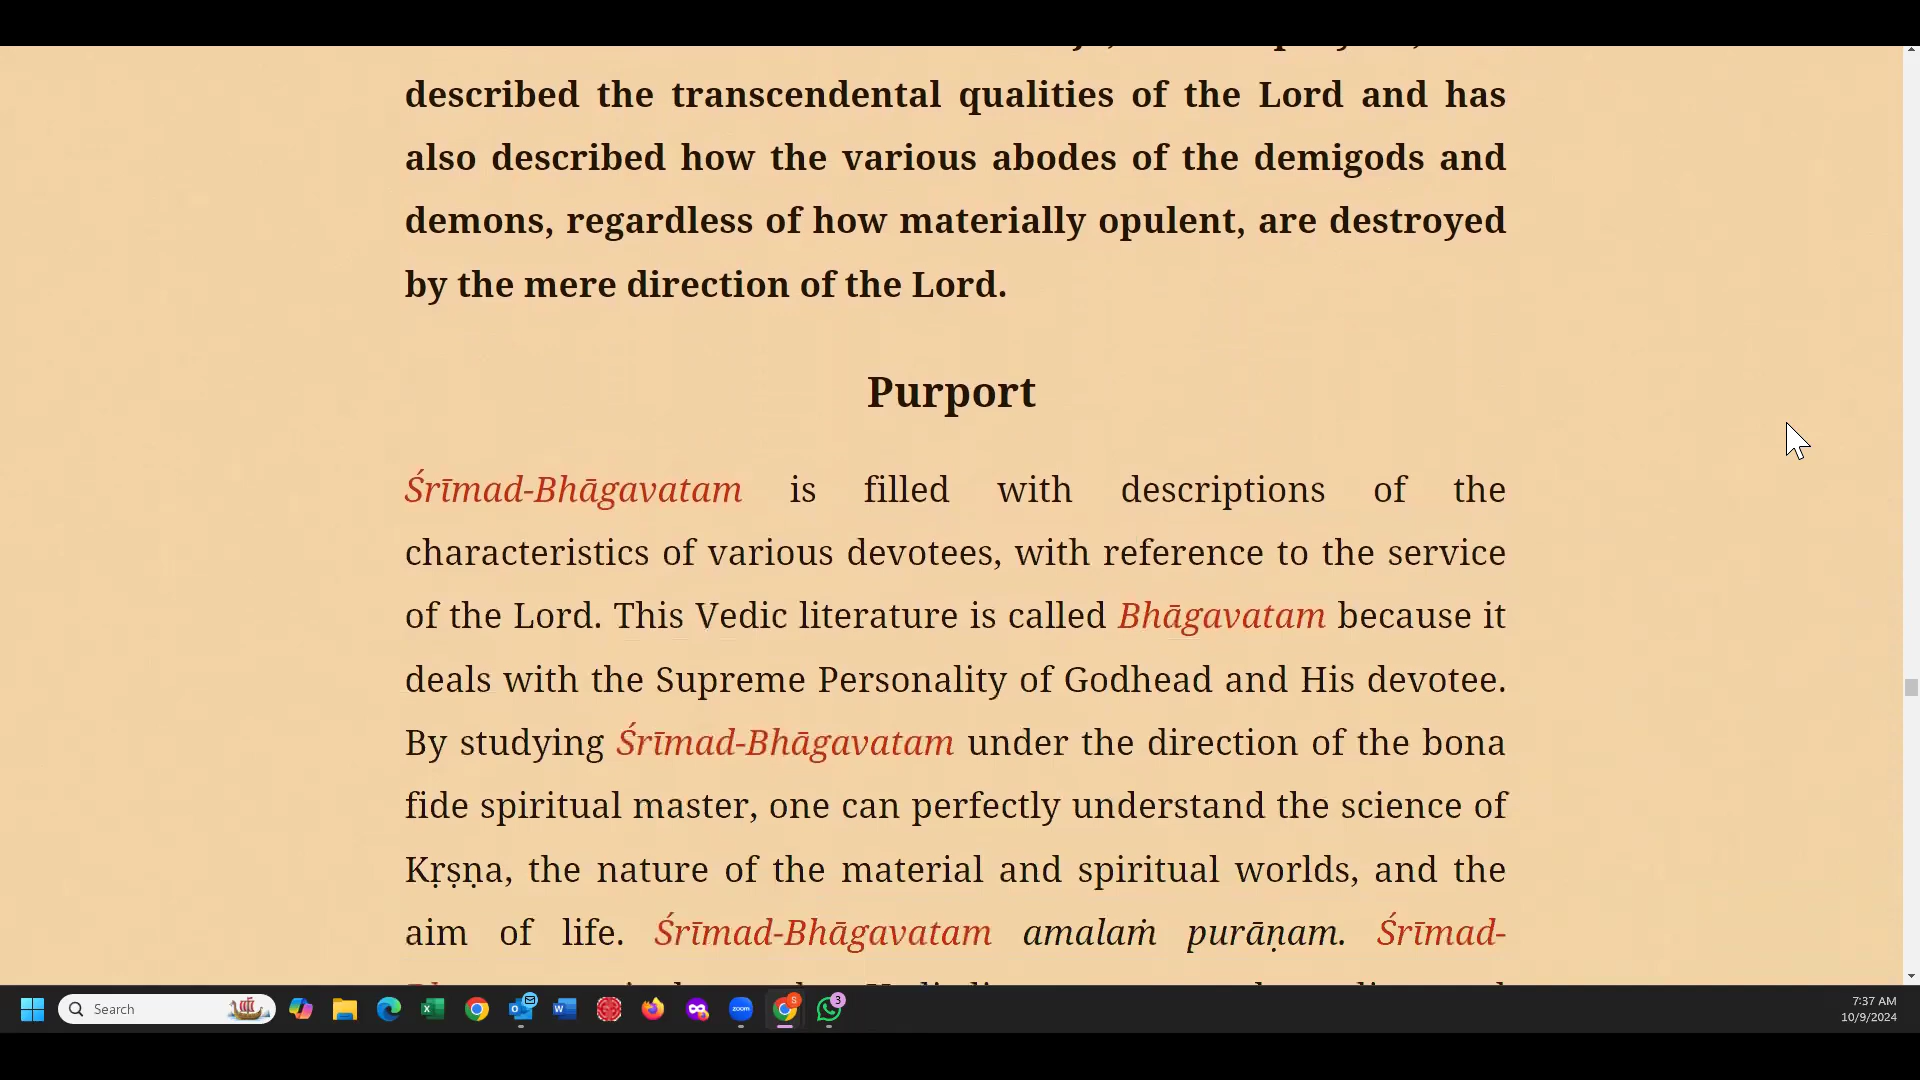 described the transcendental qualities of the Lord and has
also described how the various abodes of the demigods and
demons, regardless of how materially opulent, are destroyed
by the mere direction of the Lord.
Purport
Śrīmad-Bhāgavatam is filled with descriptions of the
characteristics of various devotees, with reference to the service
of the Lord. This Vedic literature is called Bhāgavatam because it
deals with the Supreme Personality of Godhead and His devotee.
By studying Śrīmad-Bhāgavatam under the direction of the bona
fide spiritual master, one can perfectly understand the science of
Kṛṣṇa, the nature of the material and spiritual worlds, and the
aim of life. Śrīmad-Bhāgavatam amalaṁ purāṇam. Śrīmad-
Search
zoom
S
3
7:37 AM
10/9/2024